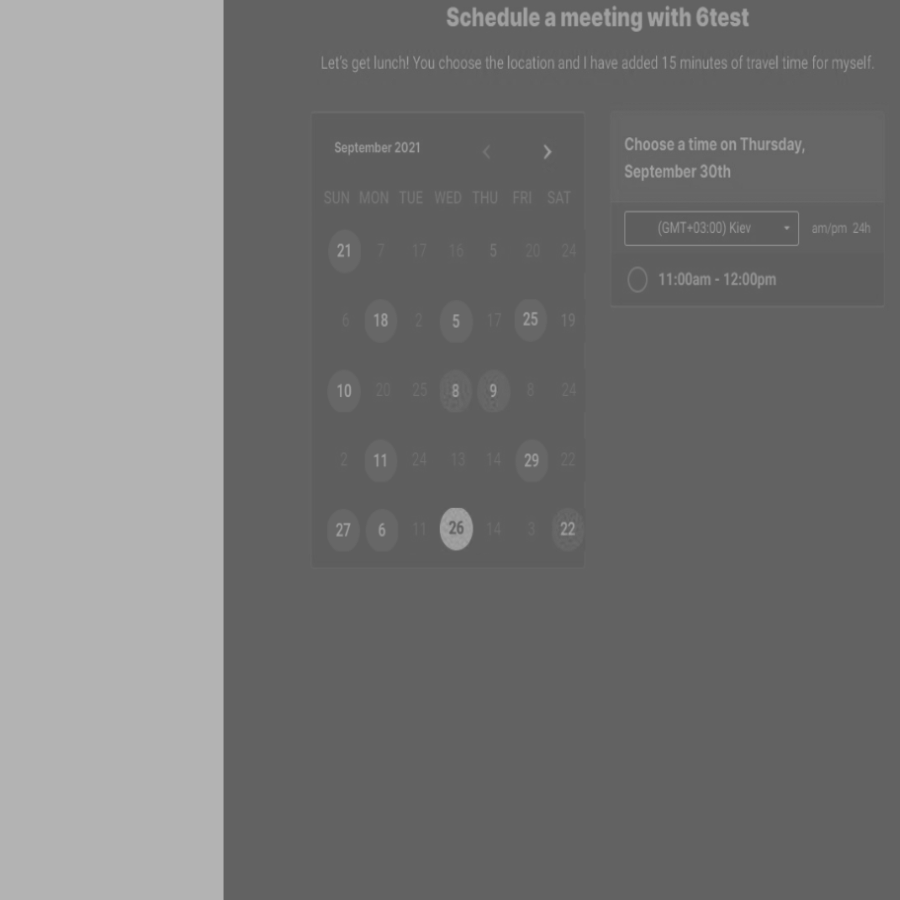 Schedule a meeting with 6test
Let's get lunch! You choose the location and I have added 15 minutes of travel time for myself.
September 2021
SUN MON TUE WED THU FRI SAT
21 7 17 16 5 20 24
6 18 2 5 17 25 19
10 20 25 8 9 8 24
2 11 24 13 14 29 22
27 6 11 26 14 3 22
Choose a time on Thursday,
September 30th
(GMT+03:00) Kiev am/pm 24h
11:00am - 12:00pm